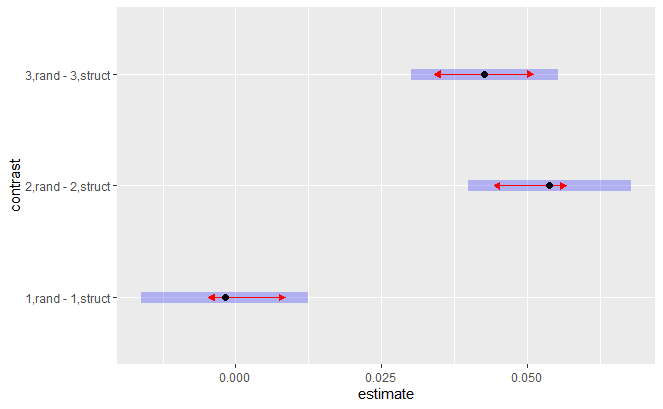 contrast
3,rand - 3,struct
2,rand - 2,struct
1,rand - 1,struct
0.000
0.025
0.050
estimate